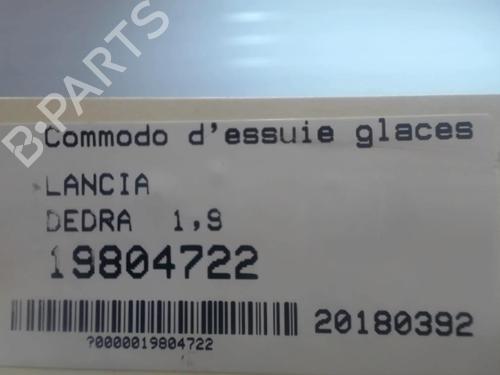 B-PARTS
Commodo d'essuie glaces
LANCIA
DEDRA 1,9
19804722
20180392
?0000019804722